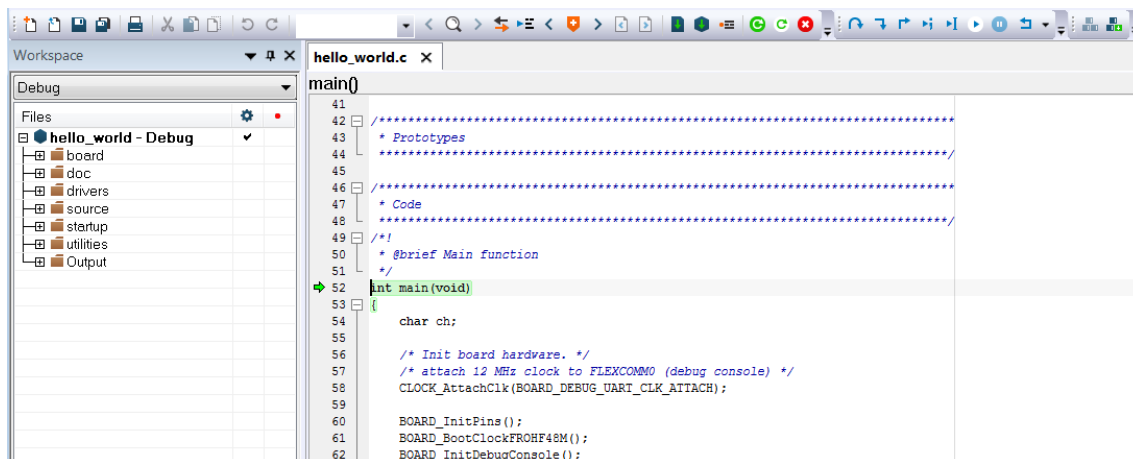 Workspace
Debug
Files
hello_world - Debug
board
doc
drivers
source
startup
utilities
Output
hello_world.c
main()
41
42 /*******************************************************************************
43  * Prototypes
44  ******************************************************************************/
45
46 /*******************************************************************************
47  * Code
48  ******************************************************************************/
49 /*!
50  * @brief Main function
51  */
52 int main(void)
53 {
54     char ch;
55
56     /* Init board hardware. */
57     /* attach 12 MHz clock to FLEXCOMM0 (debug console) */
58     CLOCK_AttachClk(BOARD_DEBUG_UART_CLK_ATTACH);
59
60     BOARD_InitPins();
61     BOARD_BootClockFROHF48M();
62     BOARD_InitDebugConsole();